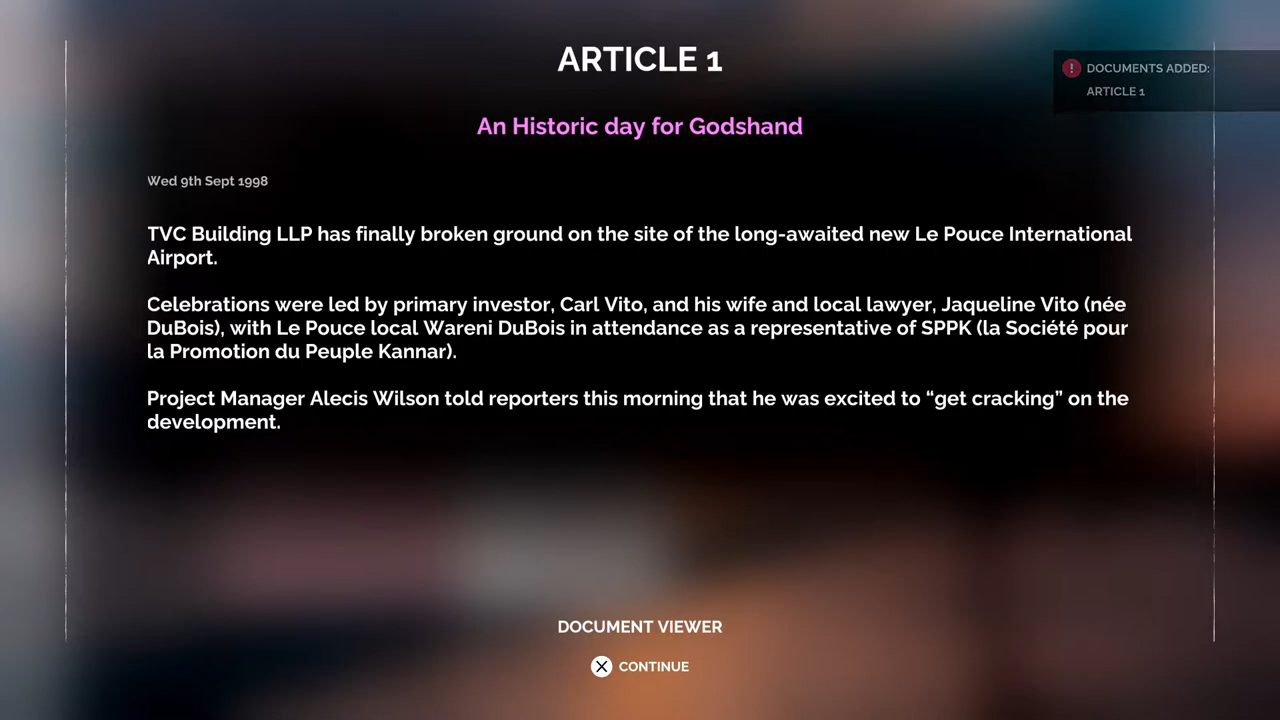 ARTICLE 1
DOCUMENTS ADDED:
ARTICLE 1
An Historic day for Godshand
Wed 9th Sept 1998
TVC Building LLP has finally broken ground on the site of the long-awaited new Le Pouce International
Airport.
Celebrations were led by primary investor, Carl Vito, and his wife and local lawyer, Jaqueline Vito (née
DuBois), with Le Pouce local Wareni DuBois in attendance as a representative of SPPK (la Société pour
la Promotion du Peuple Kannar).
Project Manager Alecis Wilson told reporters this morning that he was excited to “get cracking” on the
development.
DOCUMENT VIEWER
CONTINUE